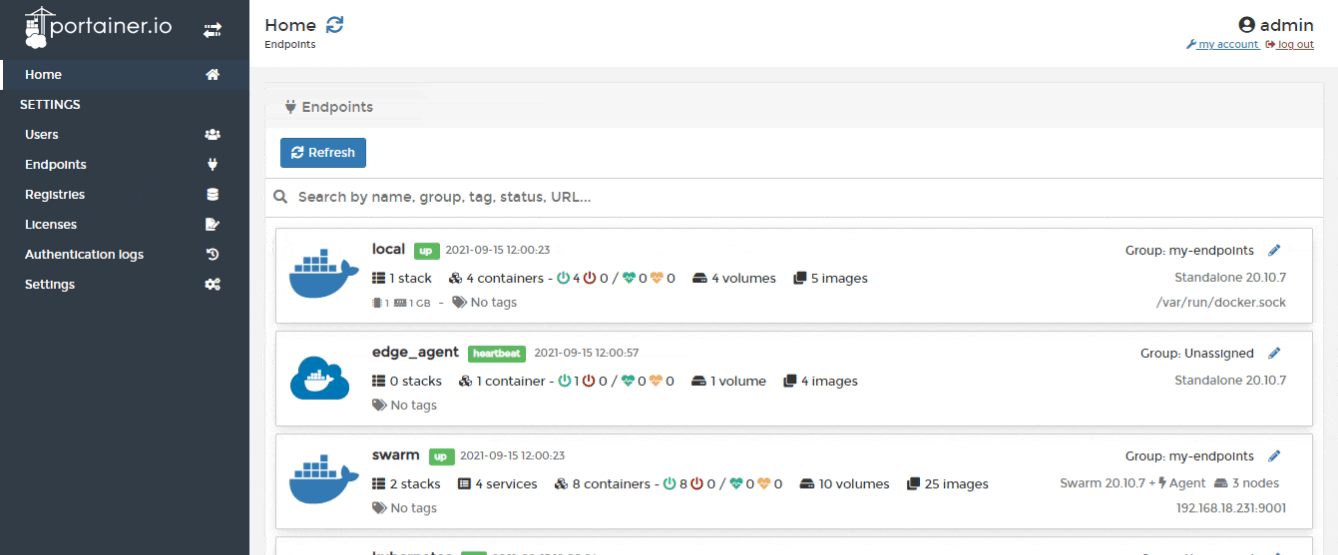 portainer.io
Home
SETTINGS
Users
Endpoints
Registries
Licenses
Authentication logs
Settings
Home
Endpoints
admin
my account log out
Endpoints
Refresh
Search by name, group, tag, status, URL...
local up 2021-09-15 12:00:23 Group: my-endpoints
1 stack 4 containers - 4 0 / 0 0 4 volumes 5 images Standalone 20.10.7
1 1 GB - No tags /var/run/docker.sock
edge_agent heartbeat 2021-09-15 12:00:57 Group: Unassigned
0 stacks 1 container - 1 0 / 0 0 1 volume 4 images Standalone 20.10.7
No tags
swarm up 2021-09-15 12:00:23 Group: my-endpoints
2 stacks 4 services 8 containers - 8 0 / 0 0 10 volumes 25 images Swarm 20.10.7 + Agent 3 nodes
No tags 192.168.18.231:9001